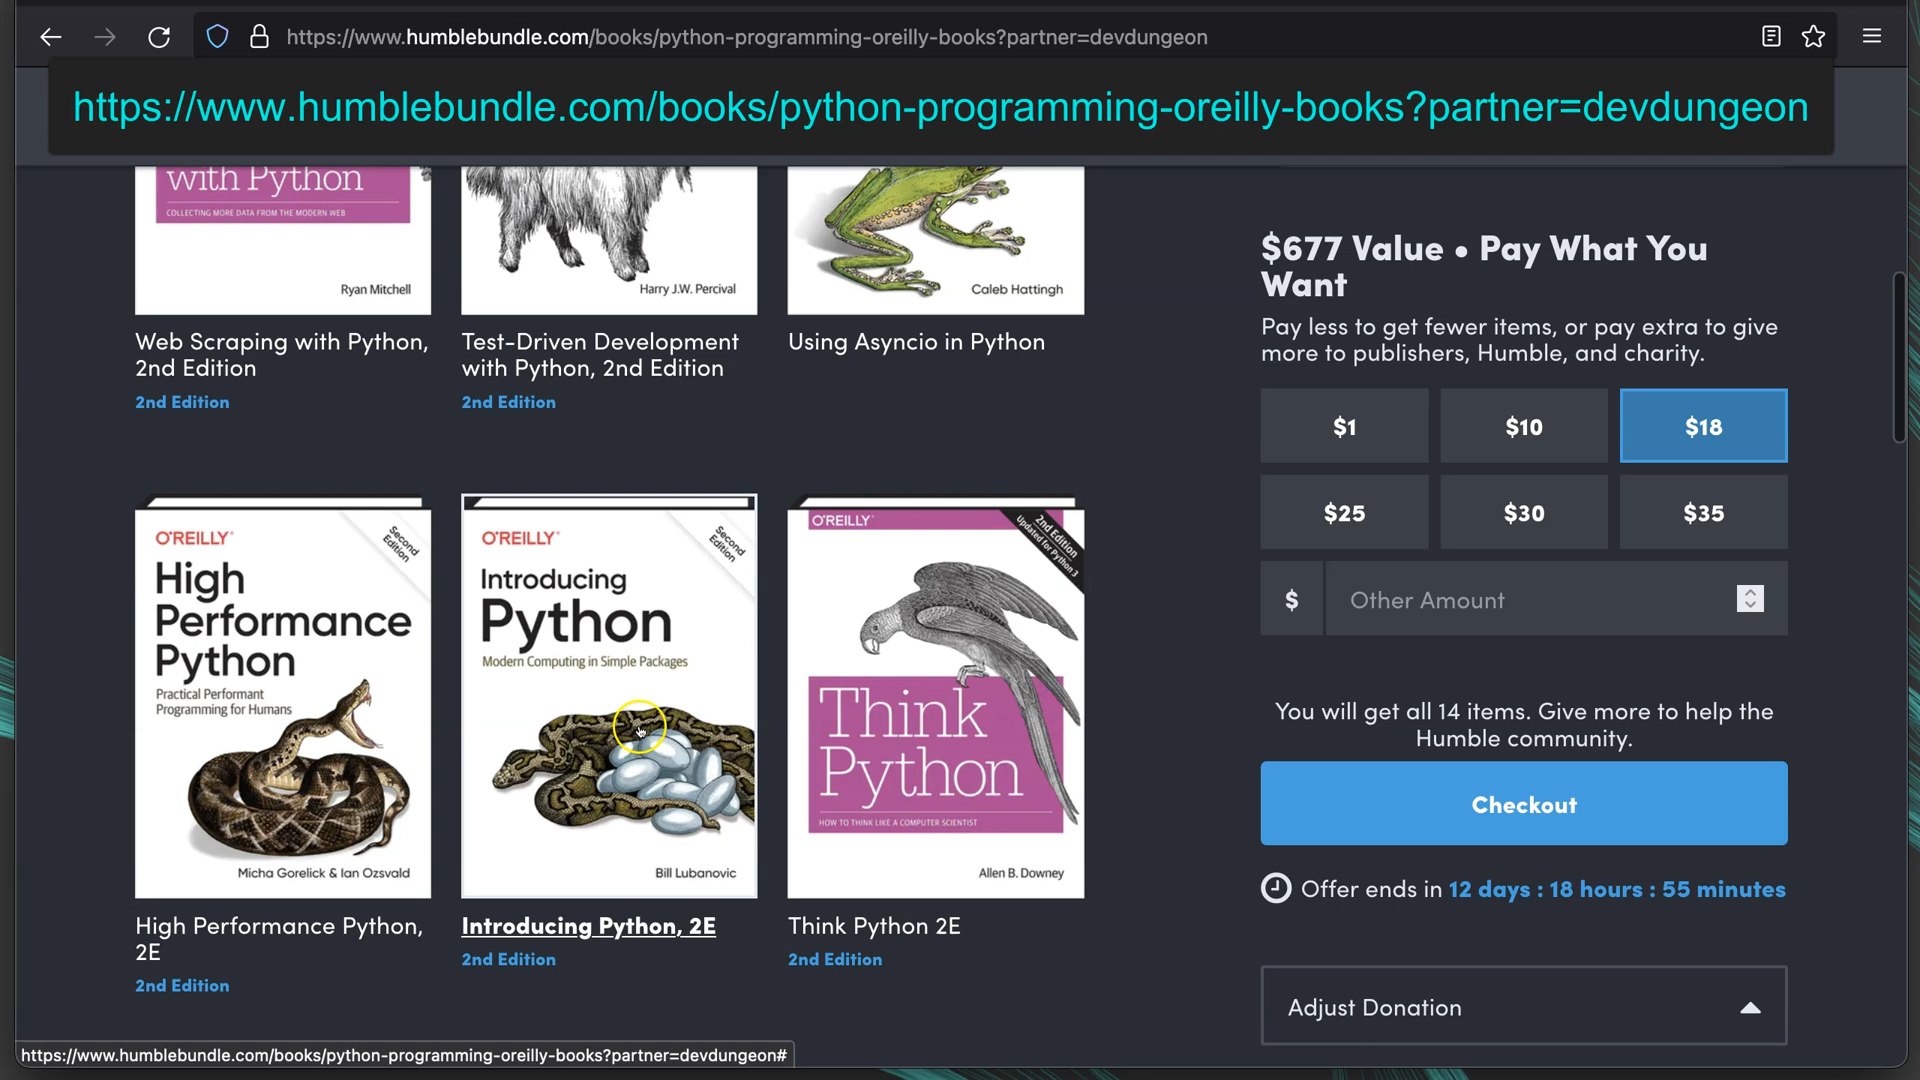 https://www.humblebundle.com/books/python-programming-oreilly-books?partner=devdungeon
https://www.humblebundle.com/books/python-programming-oreilly-books?partner=devdungeon
with Python
COLLECTING MORE DATA FROM THE MODERN WEB
Ryan Mitchell
Harry J.W. Percival
Caleb Hattingh
Web Scraping with Python,
2nd Edition
2nd Edition
Test-Driven Development
with Python, 2nd Edition
2nd Edition
Using Asyncio in Python
O'REILLY®
Second
Edition
High
Performance
Python
Practical Performant
Programming for Humans
Micha Gorelick & Ian Ozsvald
High Performance Python,
2E
2nd Edition
O'REILLY®
Second
Edition
Introducing
Python
Modern Computing in Simple Packages
Bill Lubanovic
Introducing Python, 2E
2nd Edition
O'REILLY®
2nd Edition
Updated for Python 3
Think
Python
HOW TO THINK LIKE A COMPUTER SCIENTIST
Allen B. Downey
Think Python 2E
2nd Edition
$677 Value • Pay What You
Want
Pay less to get fewer items, or pay extra to give
more to publishers, Humble, and charity.
$1
$10
$18
$25
$30
$35
$
Other Amount
You will get all 14 items. Give more to help the
Humble community.
Checkout
Offer ends in 12 days : 18 hours : 55 minutes
Adjust Donation
https://www.humblebundle.com/books/python-programming-oreilly-books?partner=devdungeon#